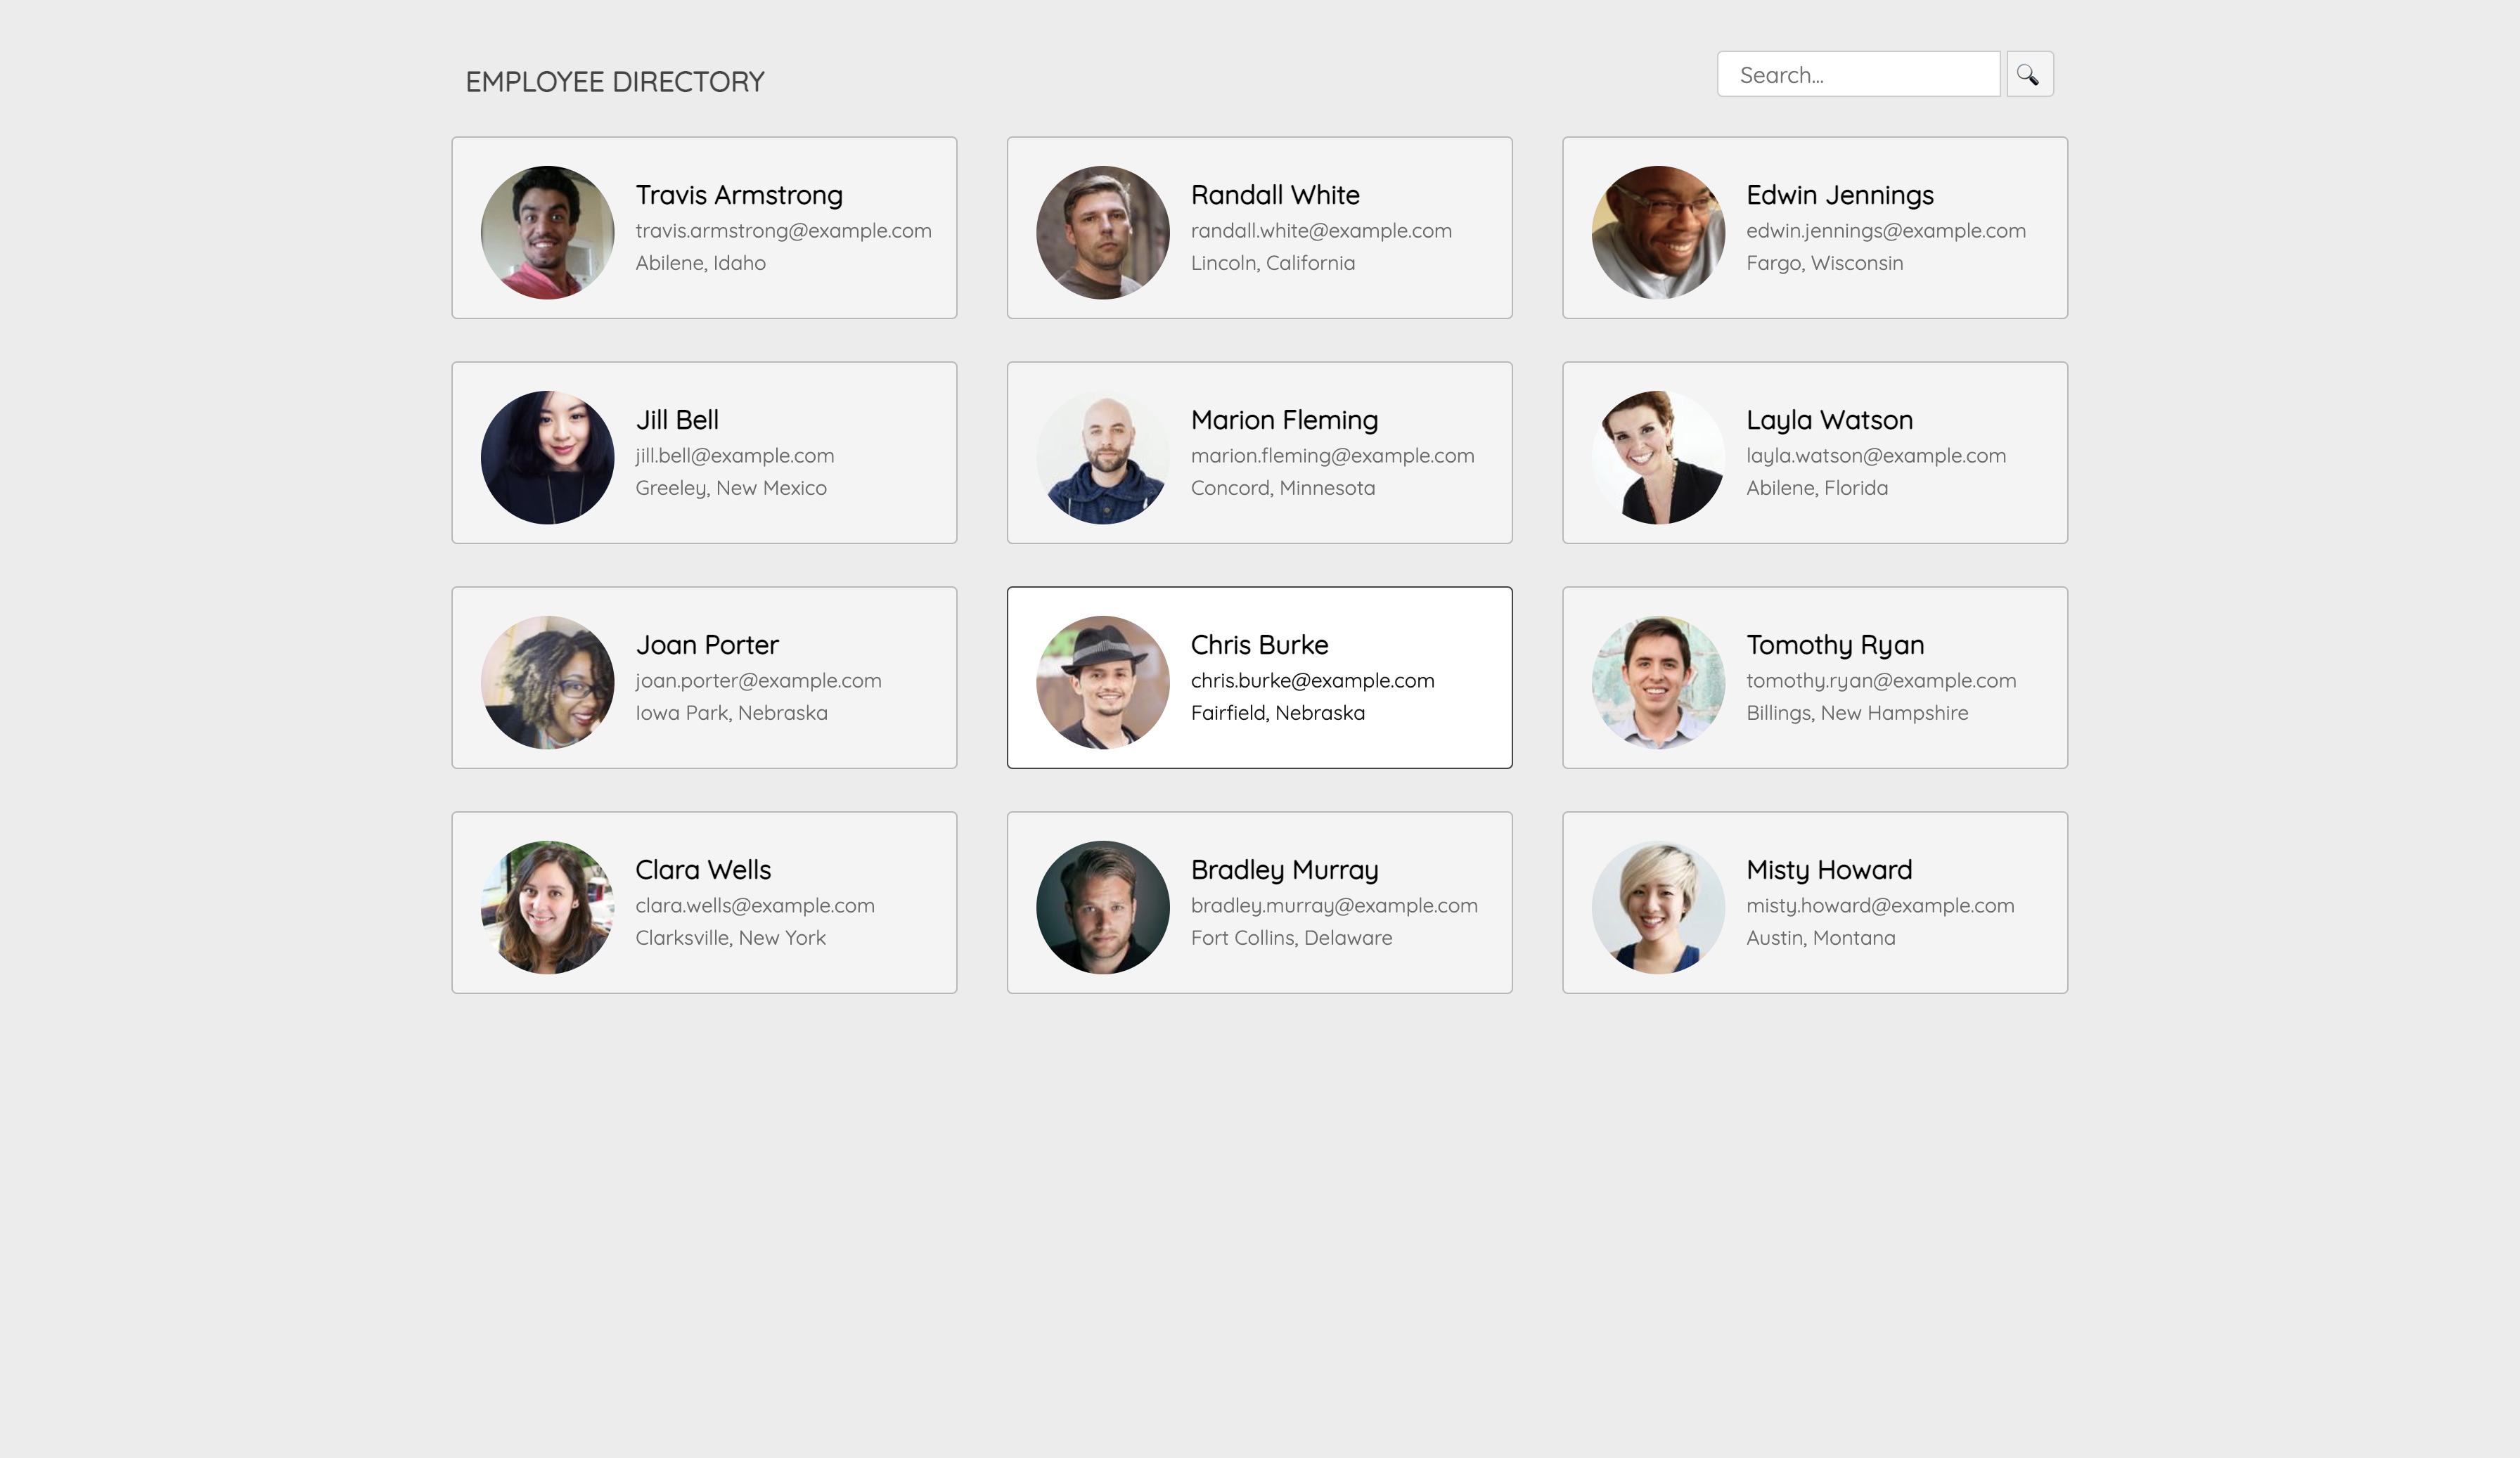 EMPLOYEE DIRECTORY
Search...
Travis Armstrong
travis.armstrong@example.com
Abilene, Idaho
Randall White
randall.white@example.com
Lincoln, California
Edwin Jennings
edwin.jennings@example.com
Fargo, Wisconsin
Jill Bell
jill.bell@example.com
Greeley, New Mexico
Marion Fleming
marion.fleming@example.com
Concord, Minnesota
Layla Watson
layla.watson@example.com
Abilene, Florida
Joan Porter
joan.porter@example.com
Iowa Park, Nebraska
Chris Burke
chris.burke@example.com
Fairfield, Nebraska
Tomothy Ryan
tomothy.ryan@example.com
Billings, New Hampshire
Clara Wells
clara.wells@example.com
Clarksville, New York
Bradley Murray
bradley.murray@example.com
Fort Collins, Delaware
Misty Howard
misty.howard@example.com
Austin, Montana